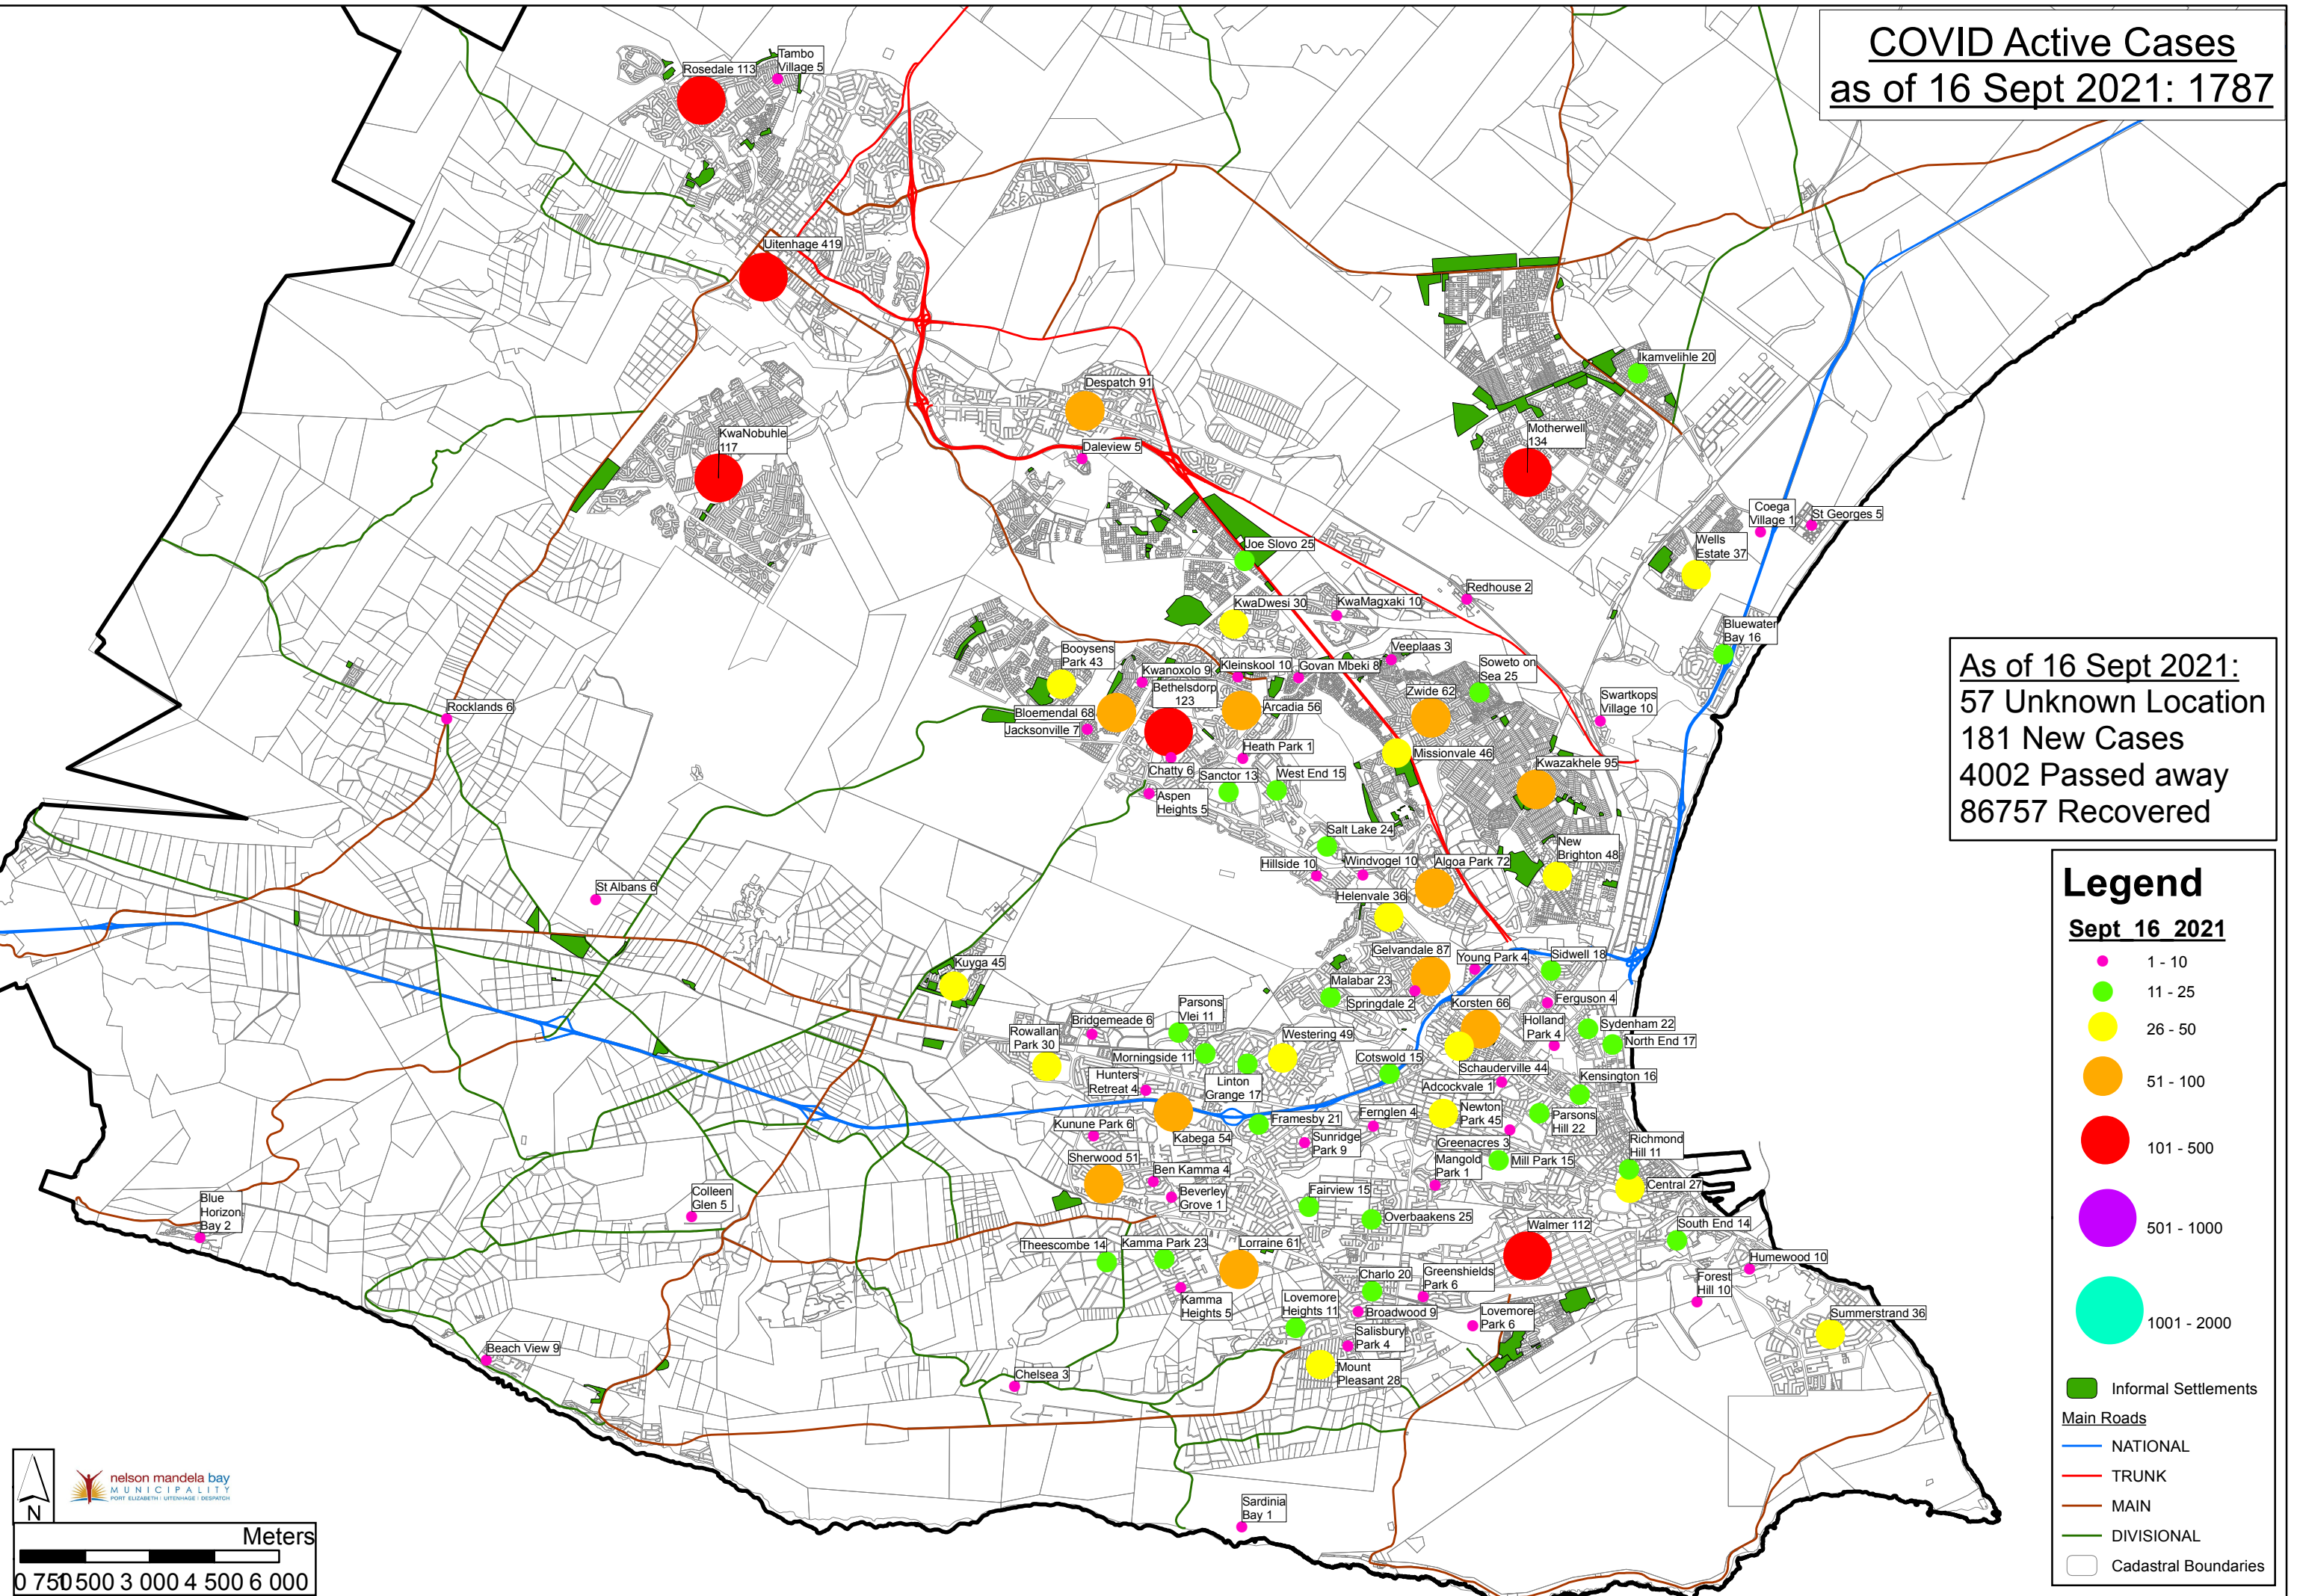 COVID Active Cases
as of 16 Sept 2021: 1787
Rosedale 113
Tambo
Village 5
Uitenhage 419
Despatch 91
Daleview 5
KwaNobuhle
117
Ikamvelihle 20
Motherwell
134
Coega
Village 1
St Georges 5
Wells
Estate 37
Joe Slovo 25
Redhouse 2
KwaDwesi 30
KwaMagxaki 10
Bluewater
Bay 16
Booysens
Park 43
Kwanoxolo 9
Kleinskool 10
Govan Mbeki 8
Veeplaas 3
Soweto on
Sea 25
Zwide 62
Swartkops
Village 10
Bethelsdorp
123
Arcadia 56
Bloemendal 68
Jacksonville 7
Rocklands 6
Heath Park 1
Missionvale 46
Kwazakhele 95
Chatty 6
Sanctor 13
West End 15
Aspen
Heights 5
Salt Lake 24
Hillside 10
Windvogel 10
Algoa Park 72
New
Brighton 48
Helenvale 36
St Albans 6
Kuyga 45
Gelvandale 87
Young Park 4
Sidwell 18
Malabar 23
Springdale 2
Korsten 66
Ferguson 4
Parsons
Vlei 11
Bridgemeade 6
Rowallan
Park 30
Westering 49
Holland
Park 4
Sydenham 22
North End 17
Morningside 11
Cotswold 15
Schauderville 44
Hunters
Retreat 4
Linton
Grange 17
Adcockvale 1
Kensington 16
Kunune Park 6
Kabega 54
Framesby 21
Fernglen 4
Newton
Park 45
Parsons
Hill 22
Sunridge
Park 9
Greenacres 3
Richmond
Hill 11
Sherwood 51
Ben Kamma 4
Mangold
Park 1
Mill Park 15
Central 27
Beverley
Grove 1
Fairview 15
Colleen
Glen 5
Blue
Horizon
Bay 2
Overbaakens 25
Walmer 112
South End 14
Theescombe 14
Kamma Park 23
Lorraine 61
Humewood 10
Charlo 20
Greenshields
Park 6
Forest
Hill 10
Kamma
Heights 5
Lovemore
Heights 11
Broadwood 9
Lovemore
Park 6
Summerstrand 36
Salisburyl
Park 4
Beach View 9
Chelsea 3
Mount
Pleasant 28
Sardinia
Bay 1
As of 16 Sept 2021:
57 Unknown Location
181 New Cases
4002 Passed away
86757 Recovered
Legend
Sept_16_2021
1 - 10
11 - 25
26 - 50
51 - 100
101 - 500
501 - 1000
1001 - 2000
Informal Settlements
Main Roads
NATIONAL
TRUNK
MAIN
DIVISIONAL
Cadastral Boundaries
N
nelson mandela bay
MUNICIPALITY
PORT ELIZABETH | UITENHAGE | DESPATCH
Meters
0 750 1 500 3 000 4 500 6 000